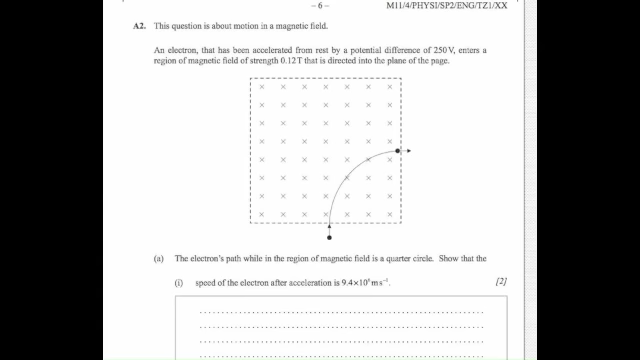 – 6 –
M11/4/PHYSI/SP2/ENG/TZ1/XX
A2. This question is about motion in a magnetic field.
An electron, that has been accelerated from rest by a potential difference of 250 V, enters a
region of magnetic field of strength 0.12 T that is directed into the plane of the page.
(a) The electron's path while in the region of magnetic field is a quarter circle. Show that the
(i) speed of the electron after acceleration is 9.4×10⁶ m s⁻¹.
[2]